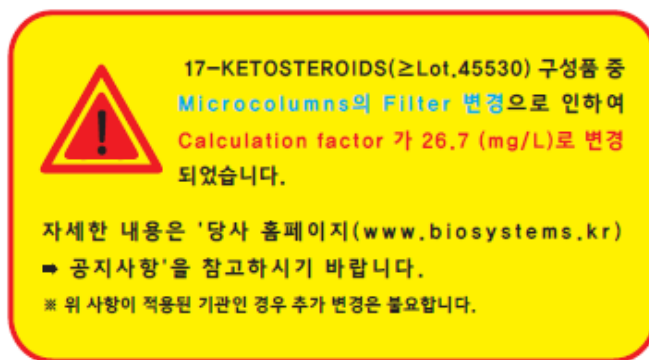 17-KETOSTEROIDS(≥Lot.45530) 구성품 중
Microcolumns의 Filter 변경으로 인하여
Calculation factor 가 26.7 (mg/L)로 변경
되었습니다.
자세한 내용은 '당사 홈페이지(www.biosystems.kr)
➡ 공지사항'을 참고하시기 바랍니다.
※ 위 사항이 적용된 기관인 경우 추가 변경은 불요합니다.